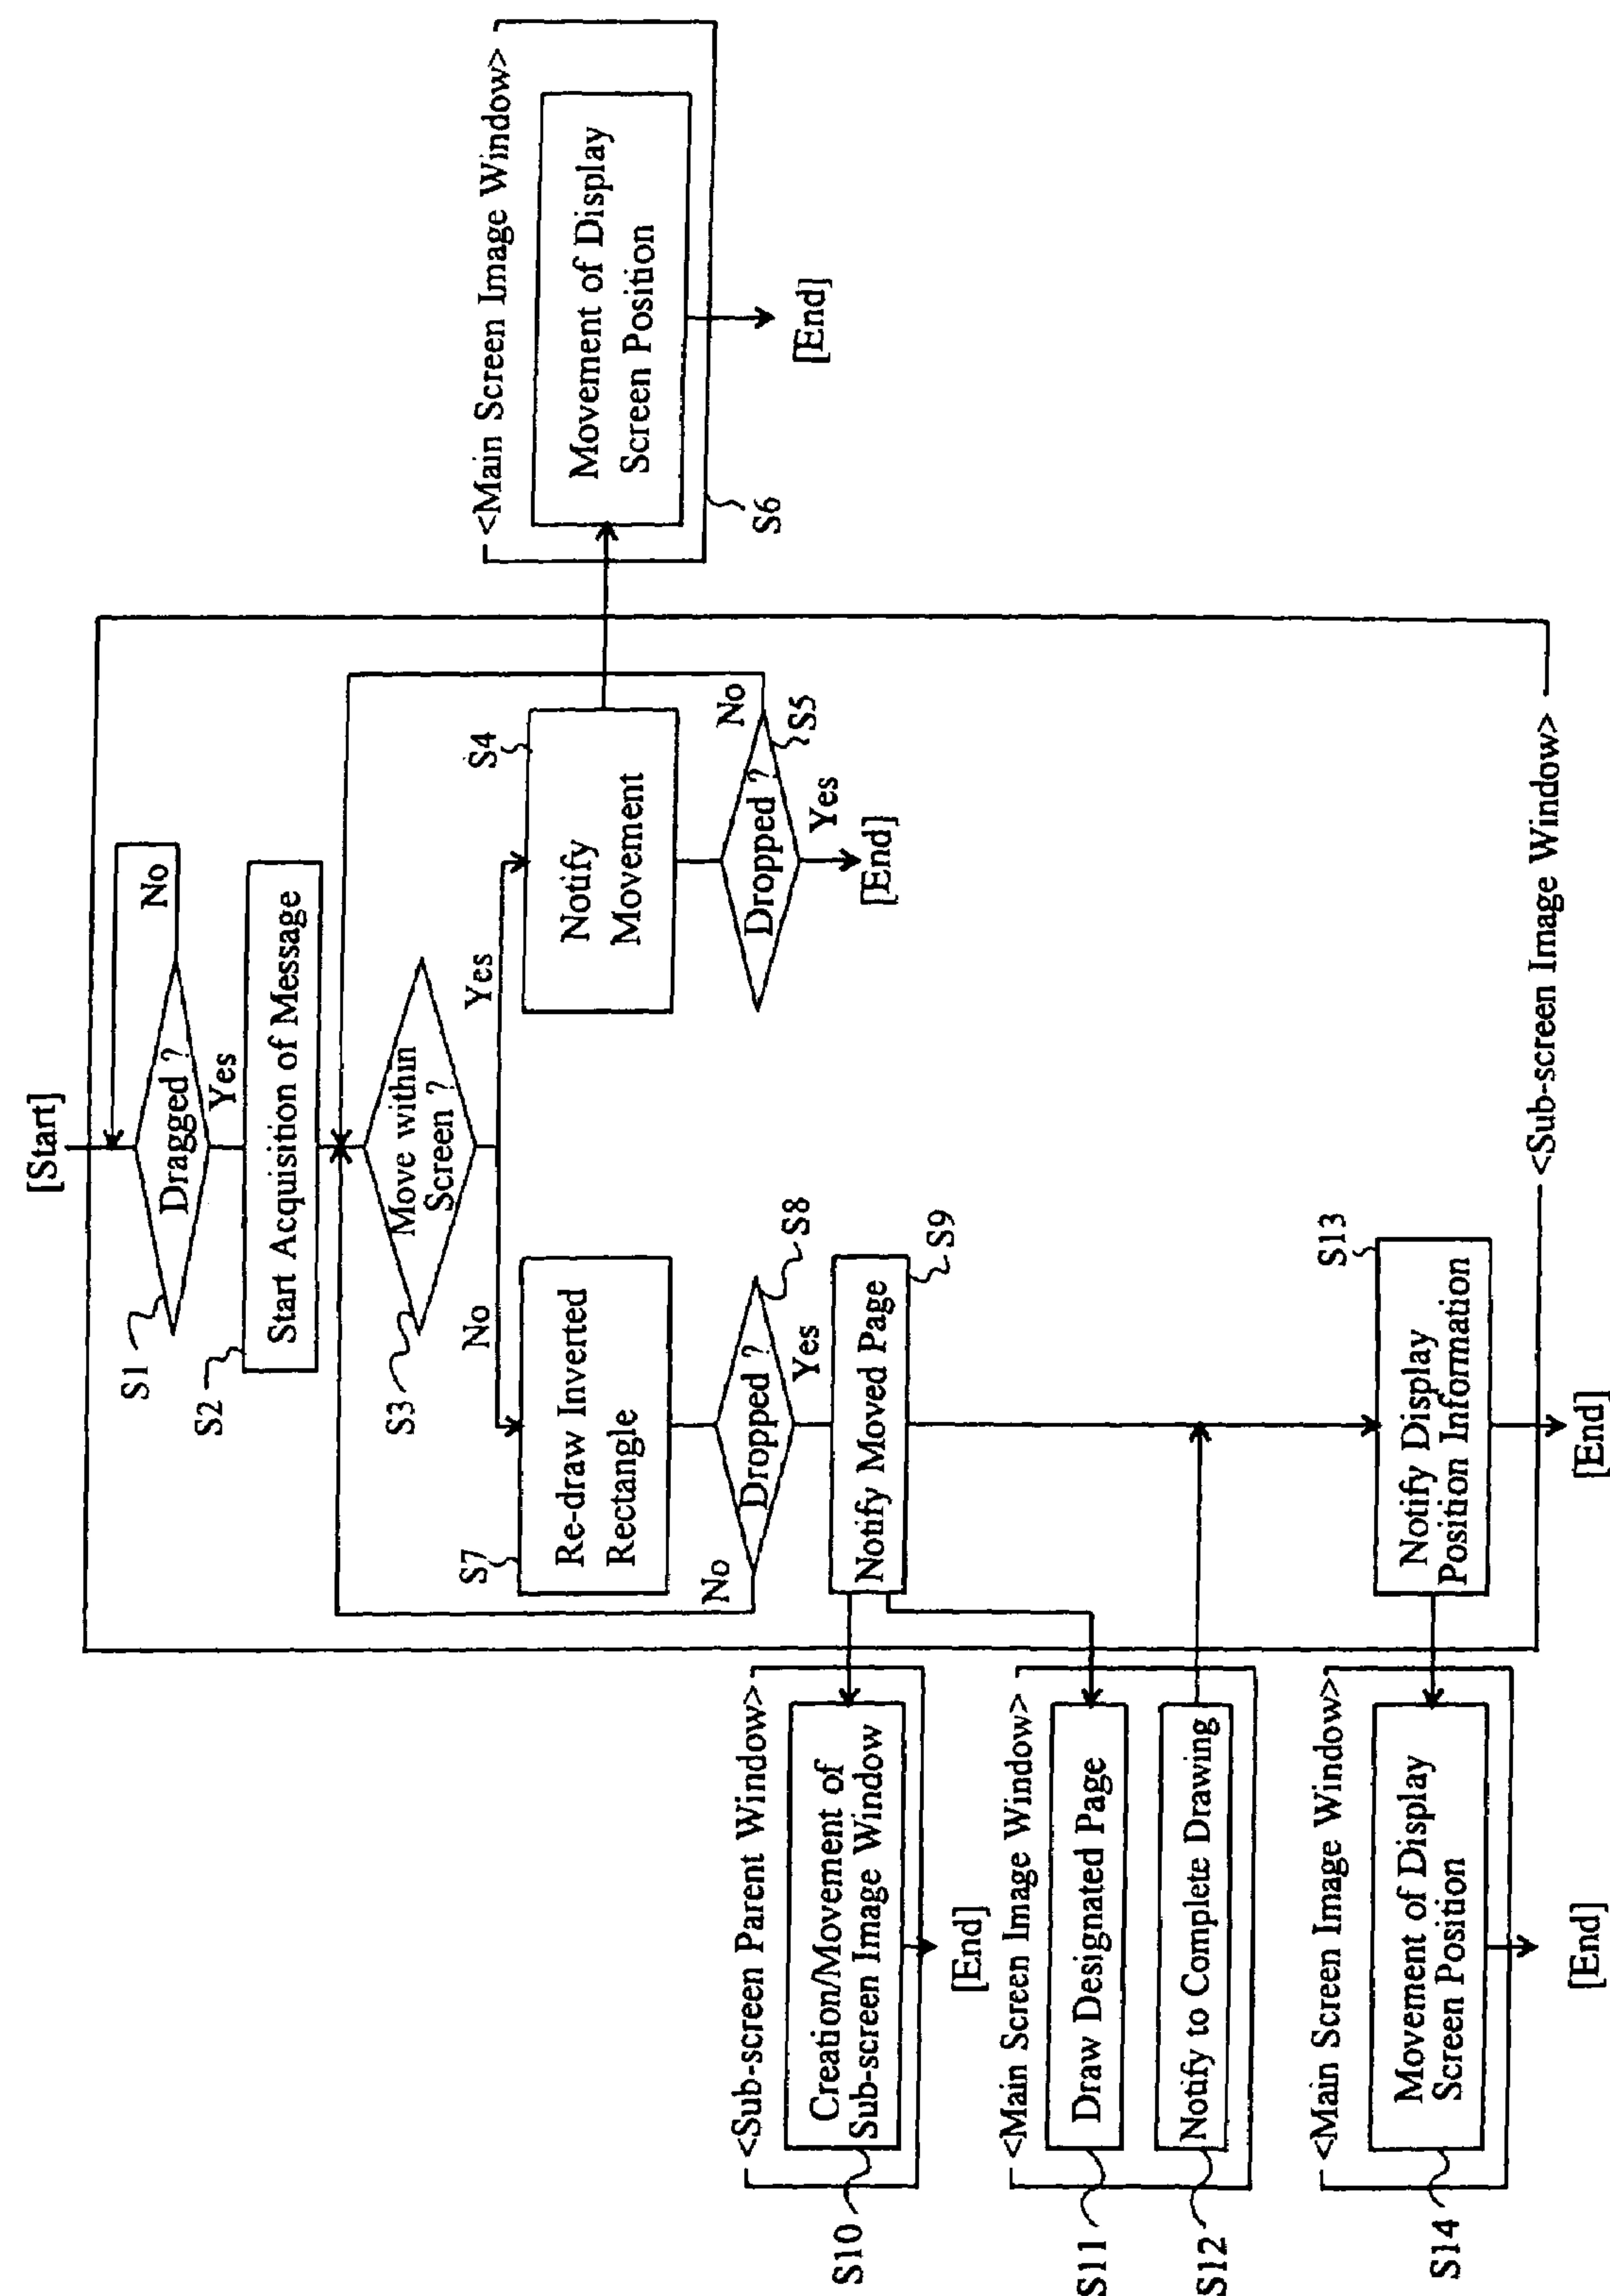 [Start]
S1
Dragged ?
No
Yes
S2
Start Acquisition of Message
S3
Move within
Screen ?
No
Yes
S7
Re-draw Inverted
Rectangle
S4
Notify
Movement
<Main Screen Image Window>
Movement of Display
Screen Position
S6
[End]
No
Dropped ?
S8
Yes
Dropped ?
No
S5
Yes
[End]
<Sub-screen Parent Window>
S10
Creation/Movement of
Sub-screen Image Window
[End]
Notify Moved Page
S9
<Main Screen Image Window>
S11
Draw Designated Page
S12
Notify to Complete Drawing
<Main Screen Image Window>
S14
Movement of Display
Screen Position
[End]
S13
Notify Display
Position Information
<Sub-screen Image Window>
[End]